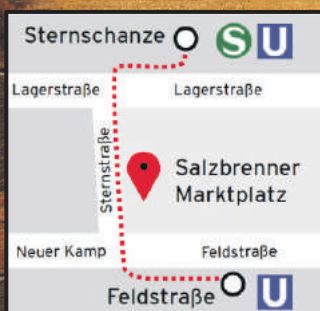 Sternschanze S U
Lagerstraße Lagerstraße
Sternstraße
Salzbrenner
Marktplatz
Neuer Kamp Feldstraße
Feldstraße U